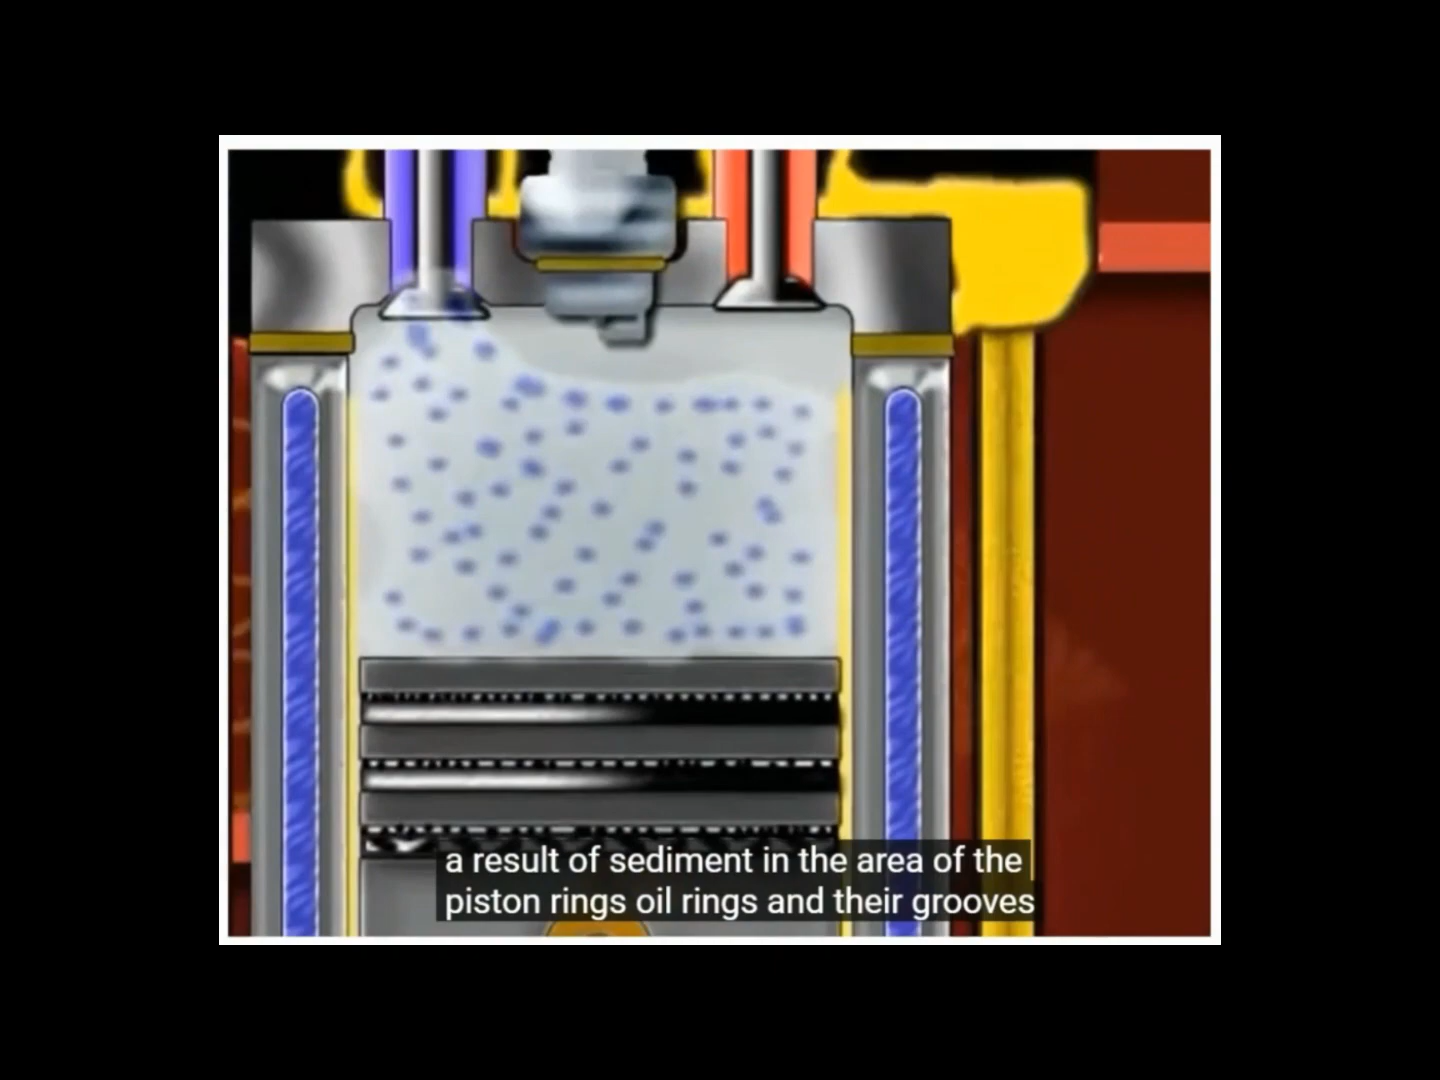 a result of sediment in the area of the
piston rings oil rings and their grooves